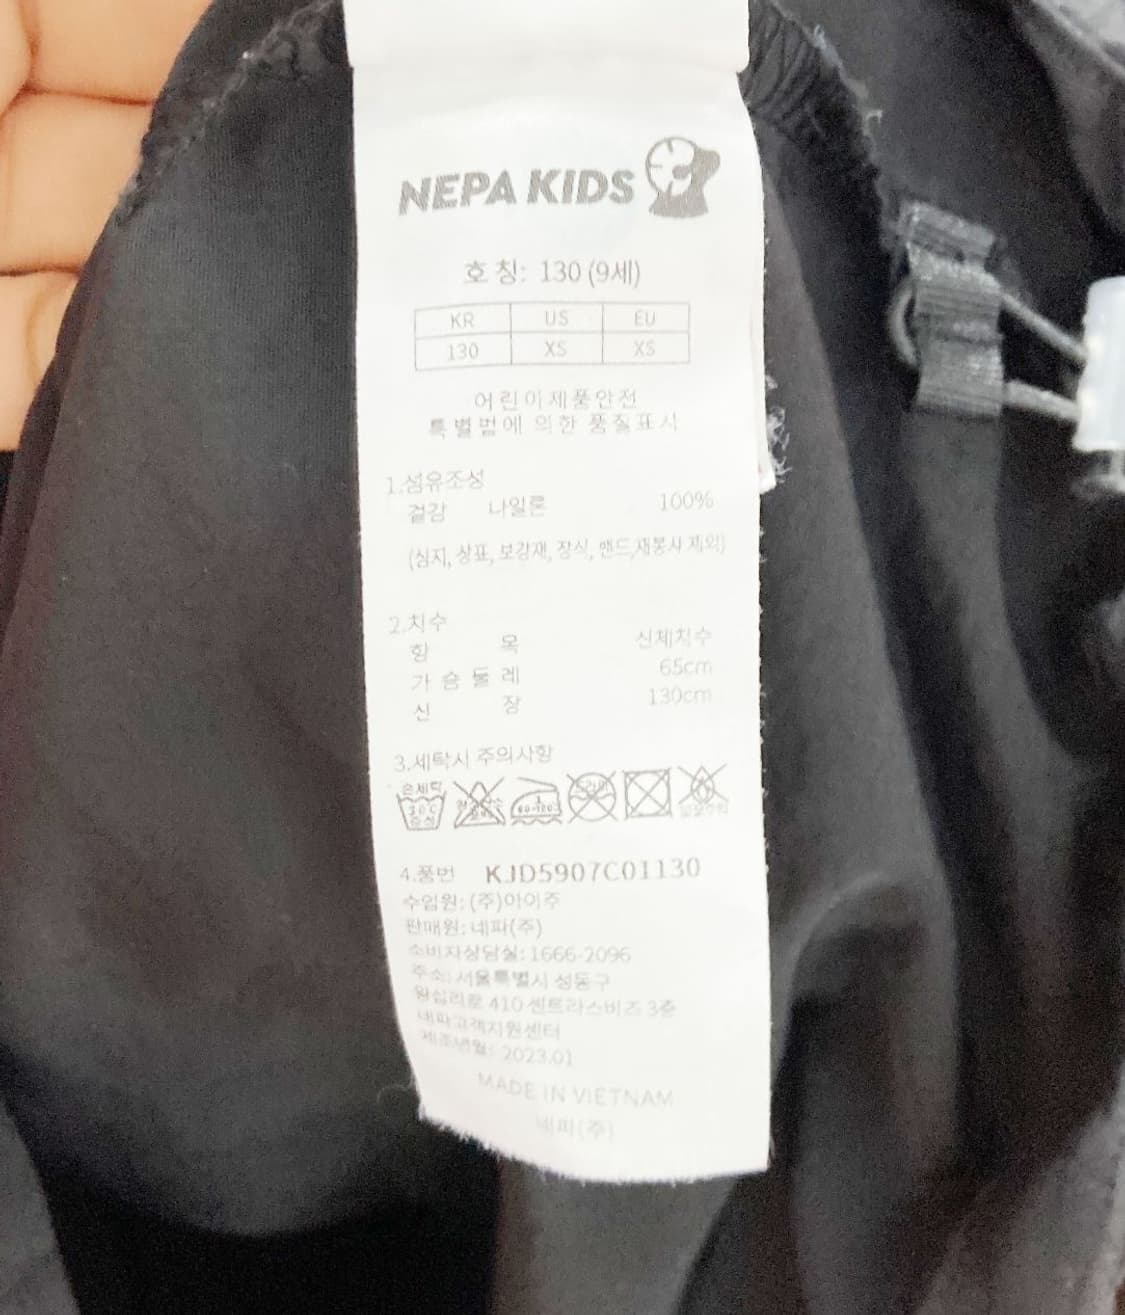 NEPA KIDS
호 칭: 130 (9세)
KR US EU
130 XS XS
어린이제품안전
특별법에 의한 품질표시
1.섬유조성
겉감 나일론 100%
(심지, 상표, 보강재, 장식, 밴드,재봉사 제외)
2.치수
항 목 신체치수
가 슴 둘 레 65cm
신 장 130cm
3.세탁시 주의사항
손세탁
30℃
중성
4.품번 KJD5907C01130
수입원: (주)아이주
판매원: 네파(주)
소비자상담실: 1666-2096
주소: 서울특별시 성동구
왕십리로 410 센트라스비즈 3층
네파고객지원센터
제조년월: 2023.01
MADE IN VIETNAM
네파(주)